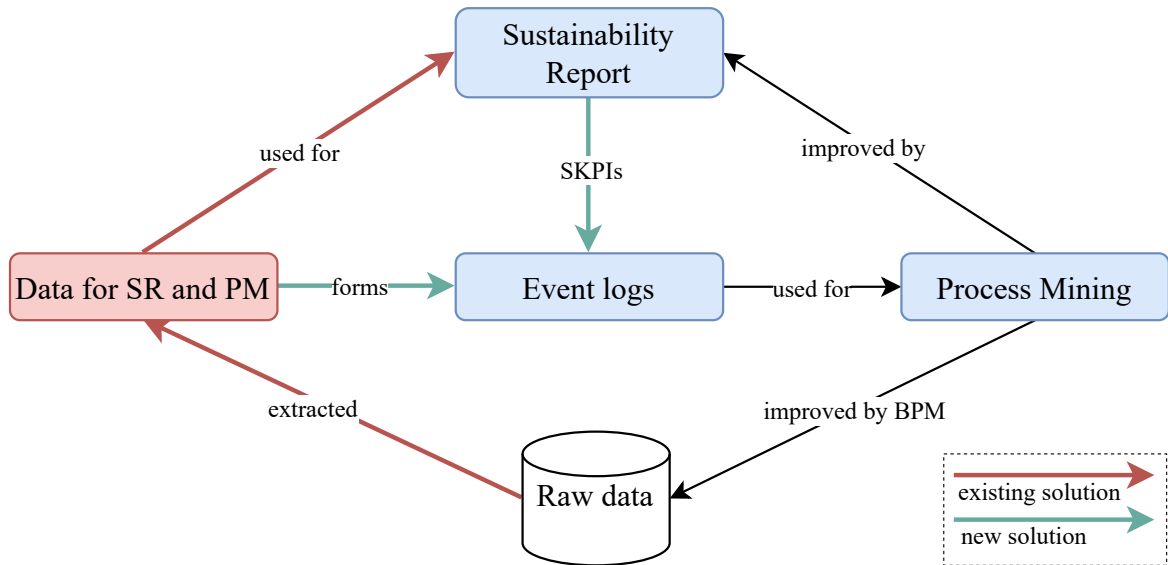 Sustainability
Report
used for
improved by
SKPIs
Data for SR and PM
forms
Event logs
used for
Process Mining
extracted
improved by BPM
Raw data
existing solution
new solution